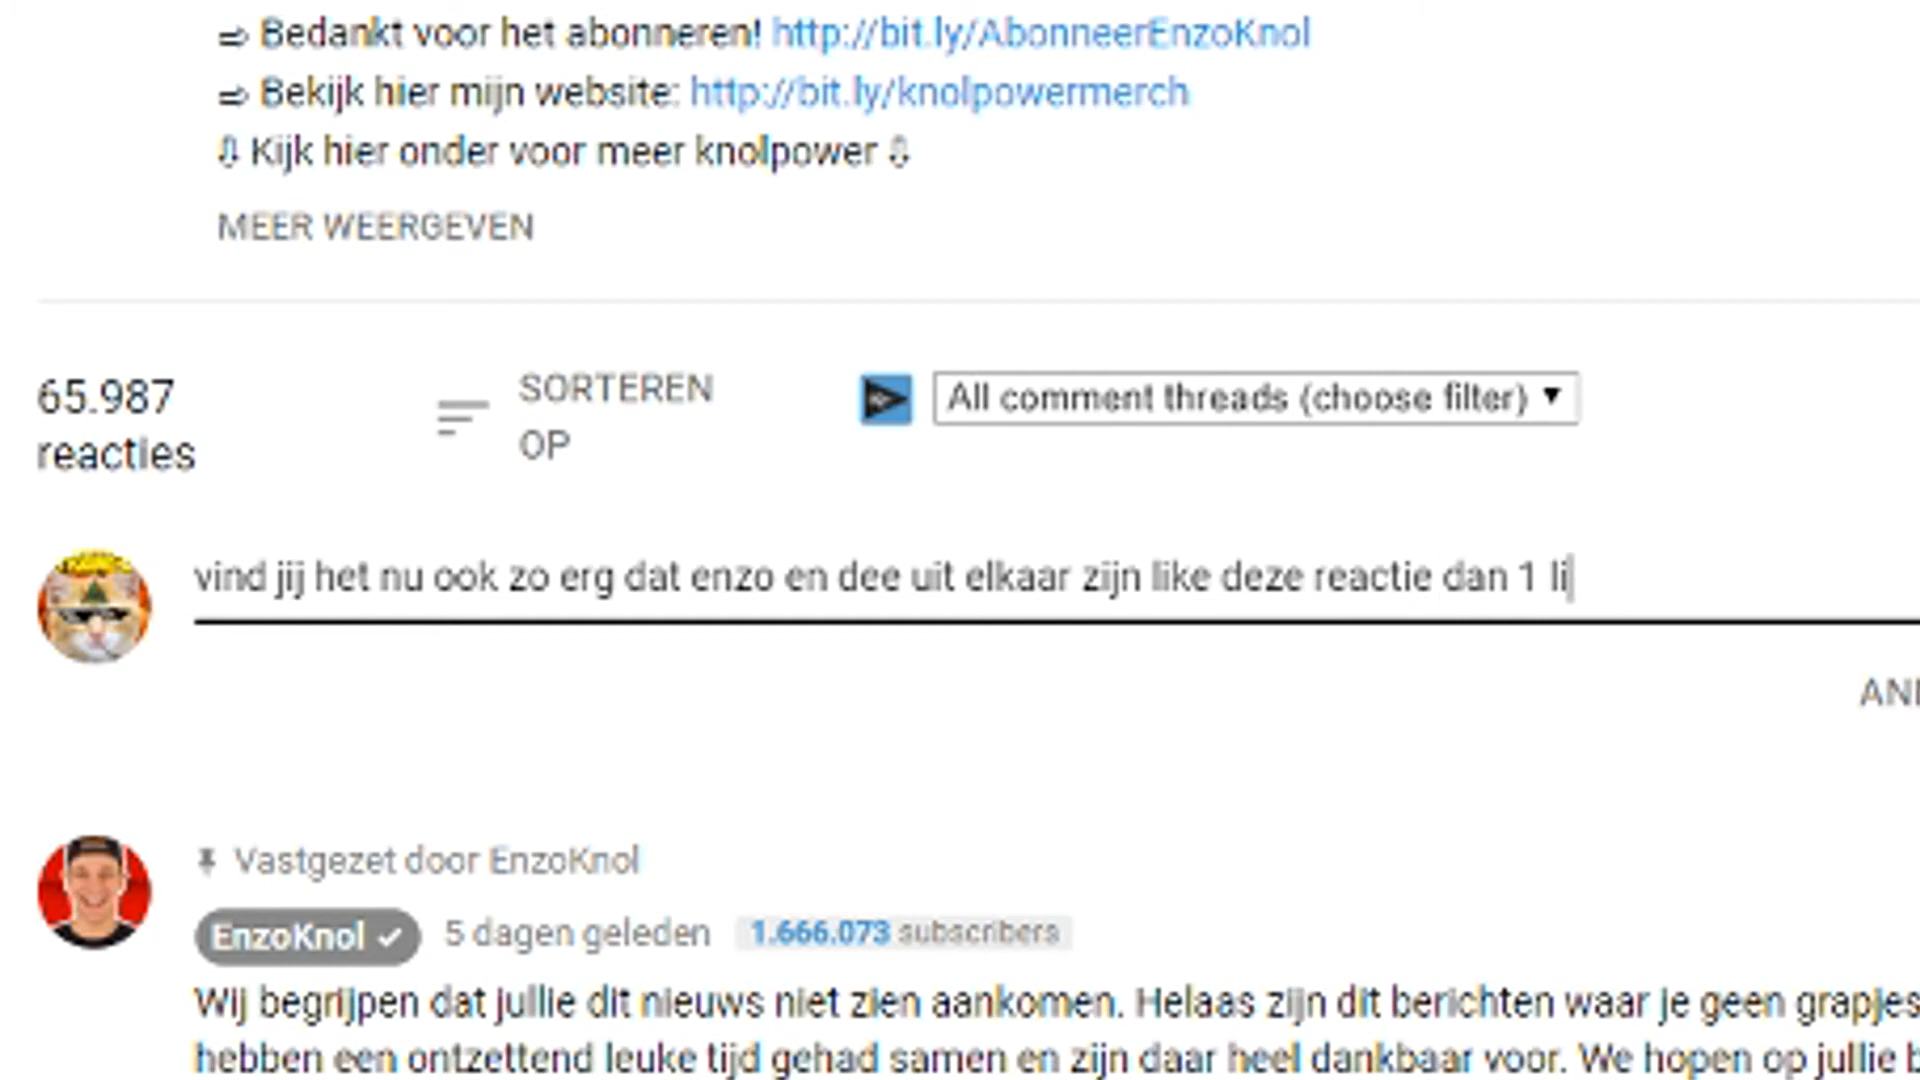 ⇨ Bedankt voor het abonneren! http://bit.ly/AbonneerEnzoKnol
⇨ Bekijk hier mijn website: http://bit.ly/knolpowermerch
⇩ Kijk hier onder voor meer knolpower ⇩
MEER WEERGEVEN
65.987
reacties
SORTEREN
OP
All comment threads (choose filter) ▼
vind jij het nu ook zo erg dat enzo en dee uit elkaar zijn like deze reactie dan 1 li
Vastgezet door EnzoKnol
EnzoKnol ✓ 5 dagen geleden 1.666.073 subscribers
Wij begrijpen dat jullie dit nieuws niet zien aankomen. Helaas zijn dit berichten waar je geen grapjes
hebben een ontzettend leuke tijd gehad samen en zijn daar heel dankbaar voor. We hopen op jullie